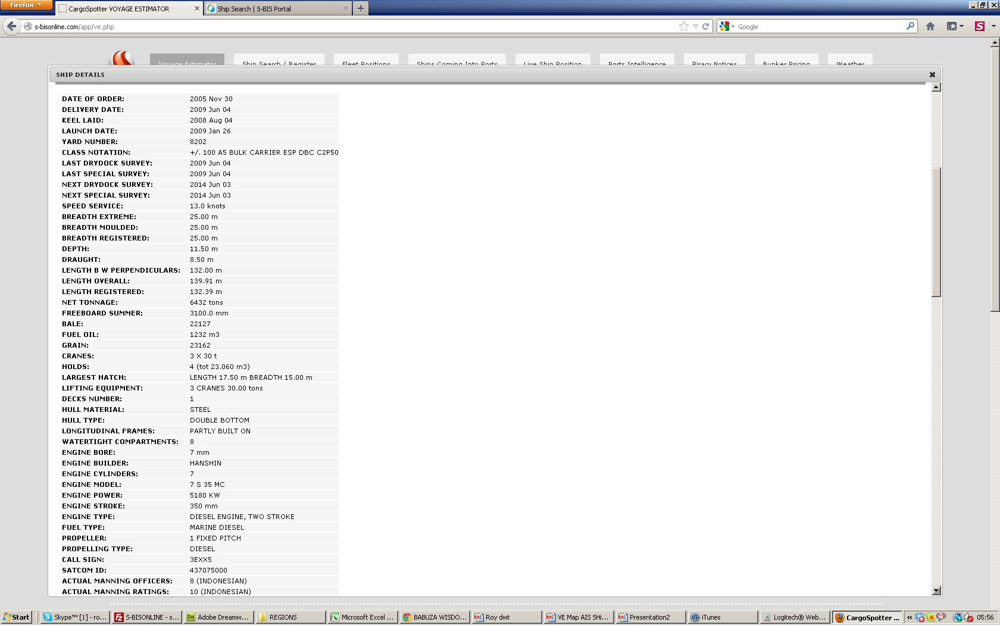 Firefox
CargoSpotter VOYAGE ESTIMATOR
Ship Search | S-BIS Portal
s-bisonline.com/app/ve.php
Google
Voyage Estimator
Ship Search / Register
Fleet Positions
Ships Coming Into Ports
Live Ship Position
Ports Intelligence
Piracy Notices
Bunker Pricing
Weather
SHIP DETAILS
DATE OF ORDER: 2005 Nov 30
DELIVERY DATE: 2009 Jun 04
KEEL LAID: 2008 Aug 04
LAUNCH DATE: 2009 Jan 26
YARD NUMBER: 8202
CLASS NOTATION: +/. 100 A5 BULK CARRIER ESP DBC C2P50
LAST DRYDOCK SURVEY: 2009 Jun 04
LAST SPECIAL SURVEY: 2009 Jun 04
NEXT DRYDOCK SURVEY: 2014 Jun 03
NEXT SPECIAL SURVEY: 2014 Jun 03
SPEED SERVICE: 13.0 knots
BREADTH EXTREME: 25.00 m
BREADTH MOULDED: 25.00 m
BREADTH REGISTERED: 25.00 m
DEPTH: 11.50 m
DRAUGHT: 8.50 m
LENGTH B W PERPENDICULARS: 132.00 m
LENGTH OVERALL: 139.91 m
LENGTH REGISTERED: 132.39 m
NET TONNAGE: 6432 tons
FREEBOARD SUMMER: 3100.0 mm
BALE: 22127
FUEL OIL: 1232 m3
GRAIN: 23162
CRANES: 3 X 30 t
HOLDS: 4 (tot 23.060 m3)
LARGEST HATCH: LENGTH 17.50 m BREADTH 15.00 m
LIFTING EQUIPMENT: 3 CRANES 30.00 tons
DECKS NUMBER: 1
HULL MATERIAL: STEEL
HULL TYPE: DOUBLE BOTTOM
LONGITUDINAL FRAMES: PARTLY BUILT ON
WATERTIGHT COMPARTMENTS: 8
ENGINE BORE: 7 mm
ENGINE BUILDER: HANSHIN
ENGINE CYLINDERS: 7
ENGINE MODEL: 7 S 35 MC
ENGINE POWER: 5180 KW
ENGINE STROKE: 350 mm
ENGINE TYPE: DIESEL ENGINE, TWO STROKE
FUEL TYPE: MARINE DIESEL
PROPELLER: 1 FIXED PITCH
PROPELLING TYPE: DIESEL
CALL SIGN: 3EXX5
SATCOM ID: 437075000
ACTUAL MANNING OFFICERS: 8 (INDONESIAN)
ACTUAL MANNING RATINGS: 10 (INDONESIAN)
Start
Skype™ [1] - ro...
S-BISONLINE - s...
Adobe Dreamw...
REGIONS
Microsoft Excel ...
BABUZA WISDO...
Roy dwt
VE Map AIS SHi...
Presentation2
iTunes
Logitech® Web...
CargoSpotter ...
05:56